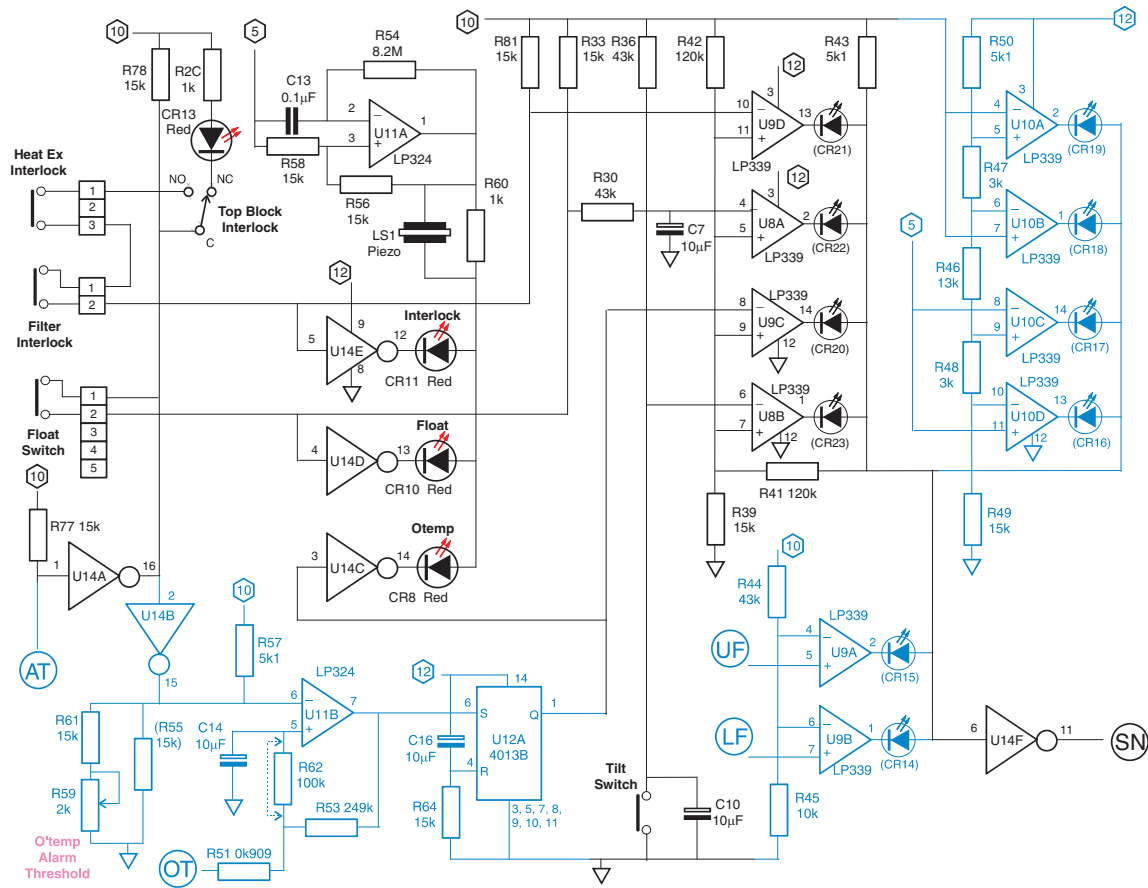 10
5
10
12
R54
8.2M
R81
15k
R33
15k
R36
43k
R42
120k
R43
5k1
R50
5k1
R78
15k
R2C
1k
C13
0.1µF
CR13
Red
2
3
−
+
U11A
1
LP324
R58
15k
12
3
10
11
−
+
U9D
13
LP339
(CR21)
3
4
5
−
+
U10A
2
LP339
(CR19)
Heat Ex
Interlock
1
2
3
NO
NC
C
Top Block
Interlock
R56
15k
R60
1k
LS1
Piezo
R30
43k
C7
10µF
12
3
4
5
−
+
U8A
2
(CR22)
LP339
R47
3k
6
7
−
+
U10B
1
LP339
(CR18)
5
R46
13k
Filter
Interlock
1
2
12
Interlock
5
9
U14E
8
12
CR11 Red
LP339
8
9
−
+
U9C
14
12
(CR20)
8
9
−
+
U10C
14
LP339
(CR17)
R48
3k
Float
Switch
1
2
3
4
5
Float
4
U14D
13
CR10 Red
LP339
6
7
−
+
U8B
1
12
(CR23)
10
11
−
+
U10D
13
12
(CR16)
10
R77 15k
1
U14A
16
R41 120k
R39
15k
R49
15k
Otemp
3
U14C
14
CR8 Red
2
U14B
15
AT
10
R57
5k1
10
R44
43k
LP339
UF
4
5
−
+
U9A
2
(CR15)
LF
6
7
−
+
U9B
1
LP339
(CR14)
6
U14F
11
SN
R61
15k
(R55
15k)
R59
2k
O'temp
Alarm
Threshold
LP324
6
5
−
+
U11B
7
C14
10µF
R62
100k
R53 249k
R51 0k909
OT
12
14
6
S
Q
1
U12A
4013B
4
R
3, 5, 7, 8,
9, 10, 11
C16
10µF
R64
15k
Tilt
Switch
C10
10µF
R45
10k